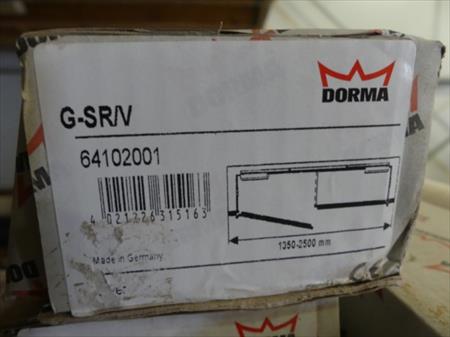 DORMA
G-SR/V
64102001
4 021226 315163
1350-2500 mm
Made in Germany